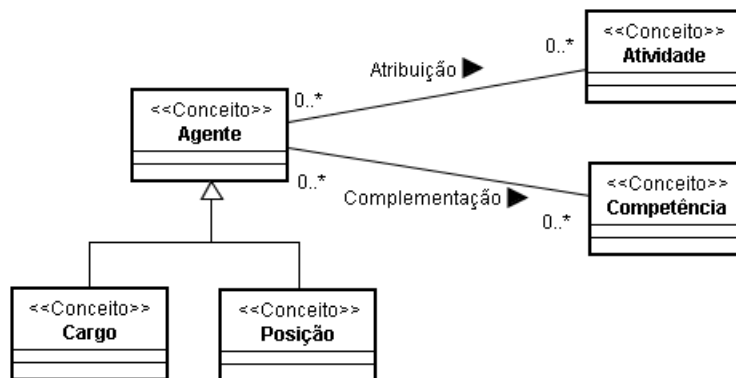 <<Conceito>>
Atividade
0..*
Atribuição
<<Conceito>>
Agente
0..*
0..*
Complementação
0..*
<<Conceito>>
Competência
<<Conceito>>
Cargo
<<Conceito>>
Posição